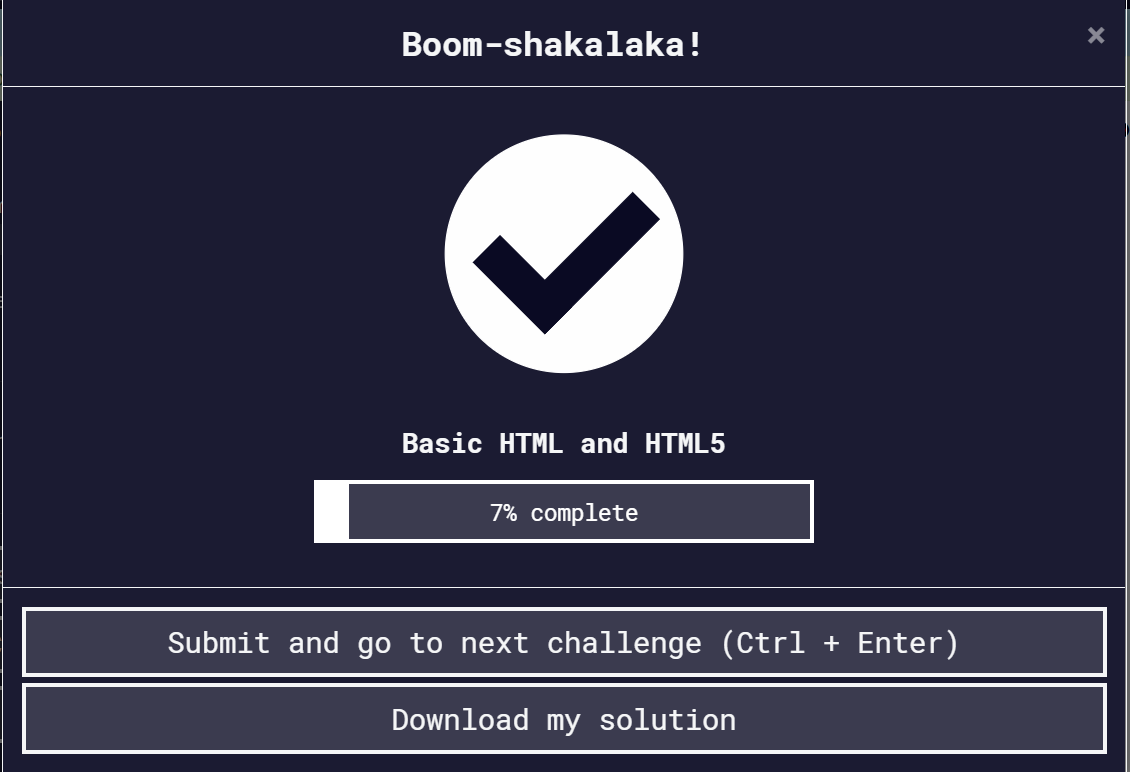 Boom-shakalaka!
×
Basic HTML and HTML5
7% complete
Submit and go to next challenge (Ctrl + Enter)
Download my solution